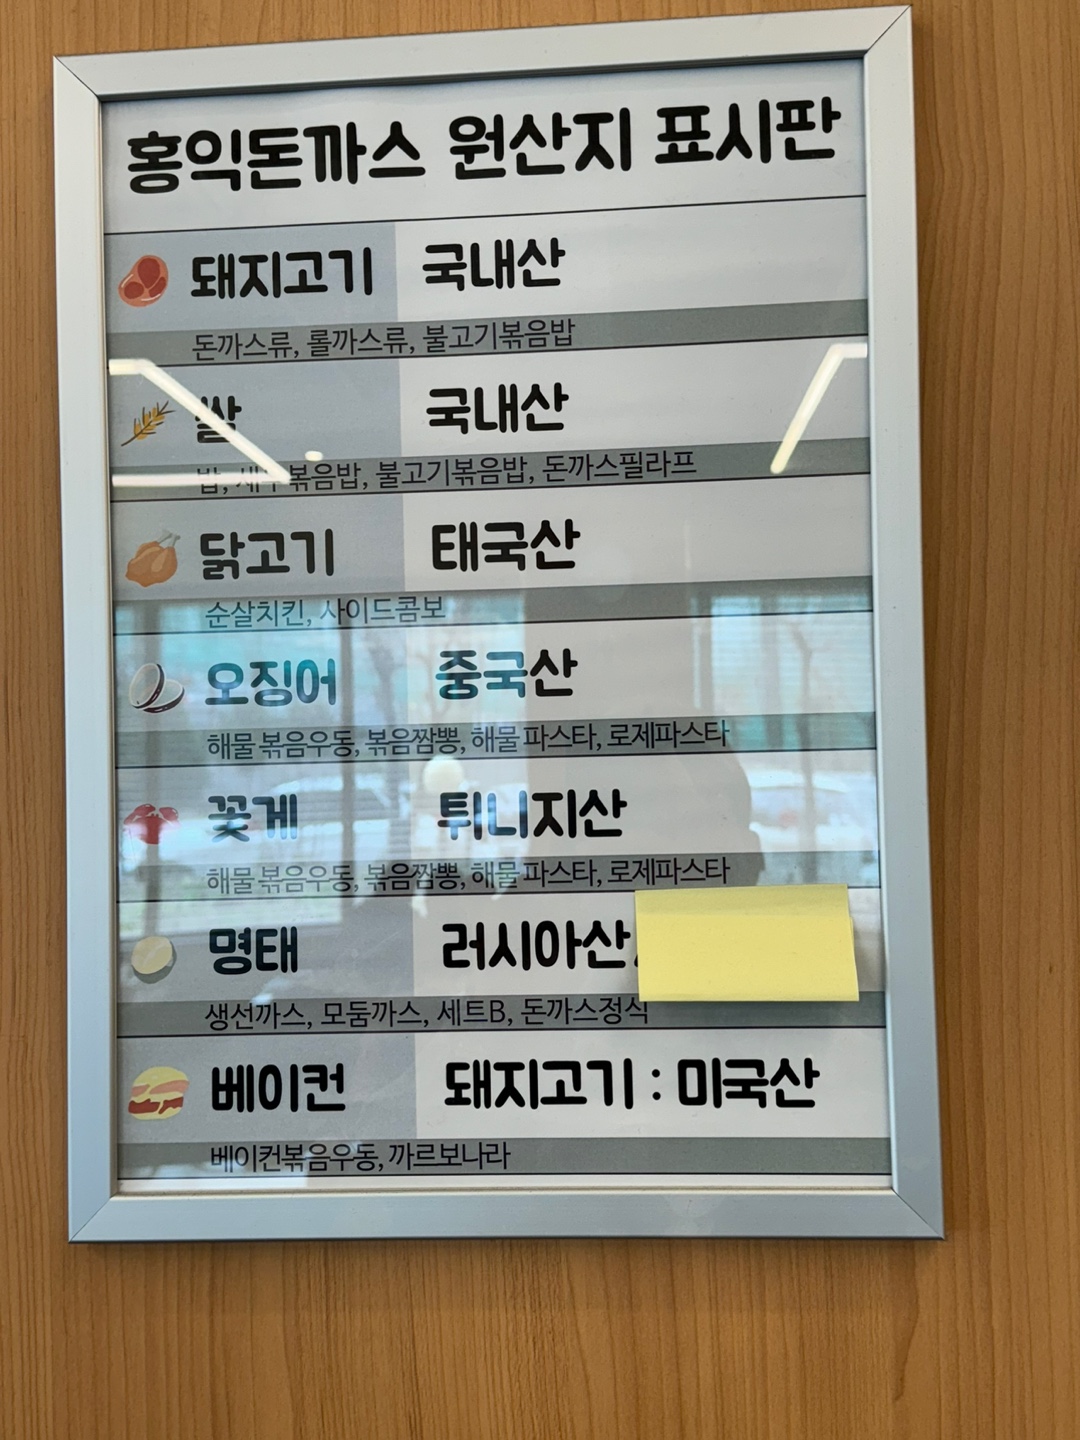 홍익돈까스 원산지 표시판
돼지고기 국내산
돈까스류, 롤까스류, 불고기볶음밥
쌀 국내산
밥, 새우볶음밥, 불고기볶음밥, 돈까스필라프
닭고기 태국산
순살치킨, 사이드콤보
오징어 중국산
해물볶음우동, 볶음짬뽕, 해물파스타, 로제파스타
꽃게 튀니지산
해물볶음우동, 볶음짬뽕, 해물파스타, 로제파스타
명태 러시아산
생선까스, 모둠까스, 세트B, 돈까스정식
베이컨 돼지고기 : 미국산
베이컨볶음우동, 까르보나라